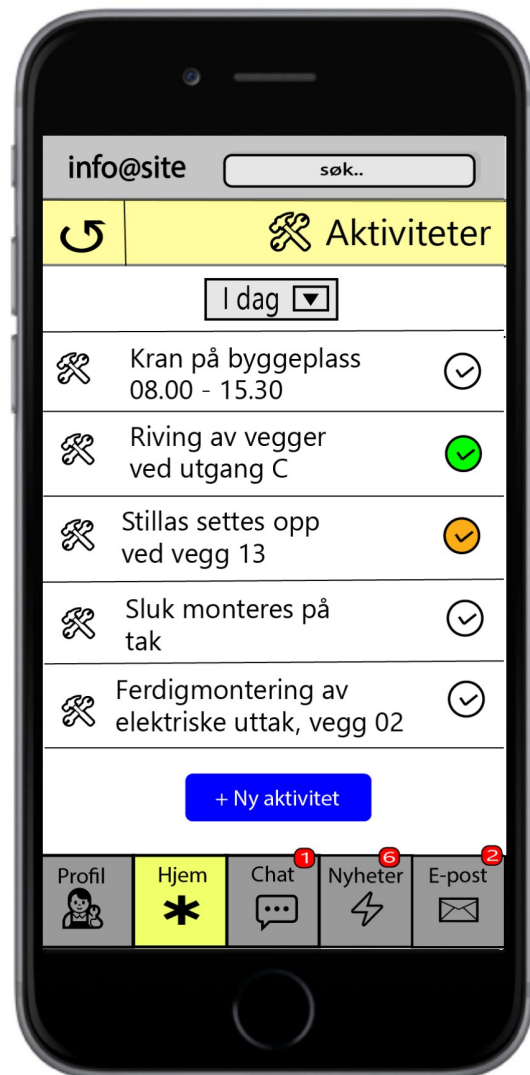 info@site
søk..
Aktiviteter
I dag
Kran på byggeplass
08.00 - 15.30
Riving av vegger
ved utgang C
Stillas settes opp
ved vegg 13
Sluk monteres på
tak
Ferdigmontering av
elektriske uttak, vegg 02
+ Ny aktivitet
Profil
Hjem
Chat
1
Nyheter
6
E-post
2